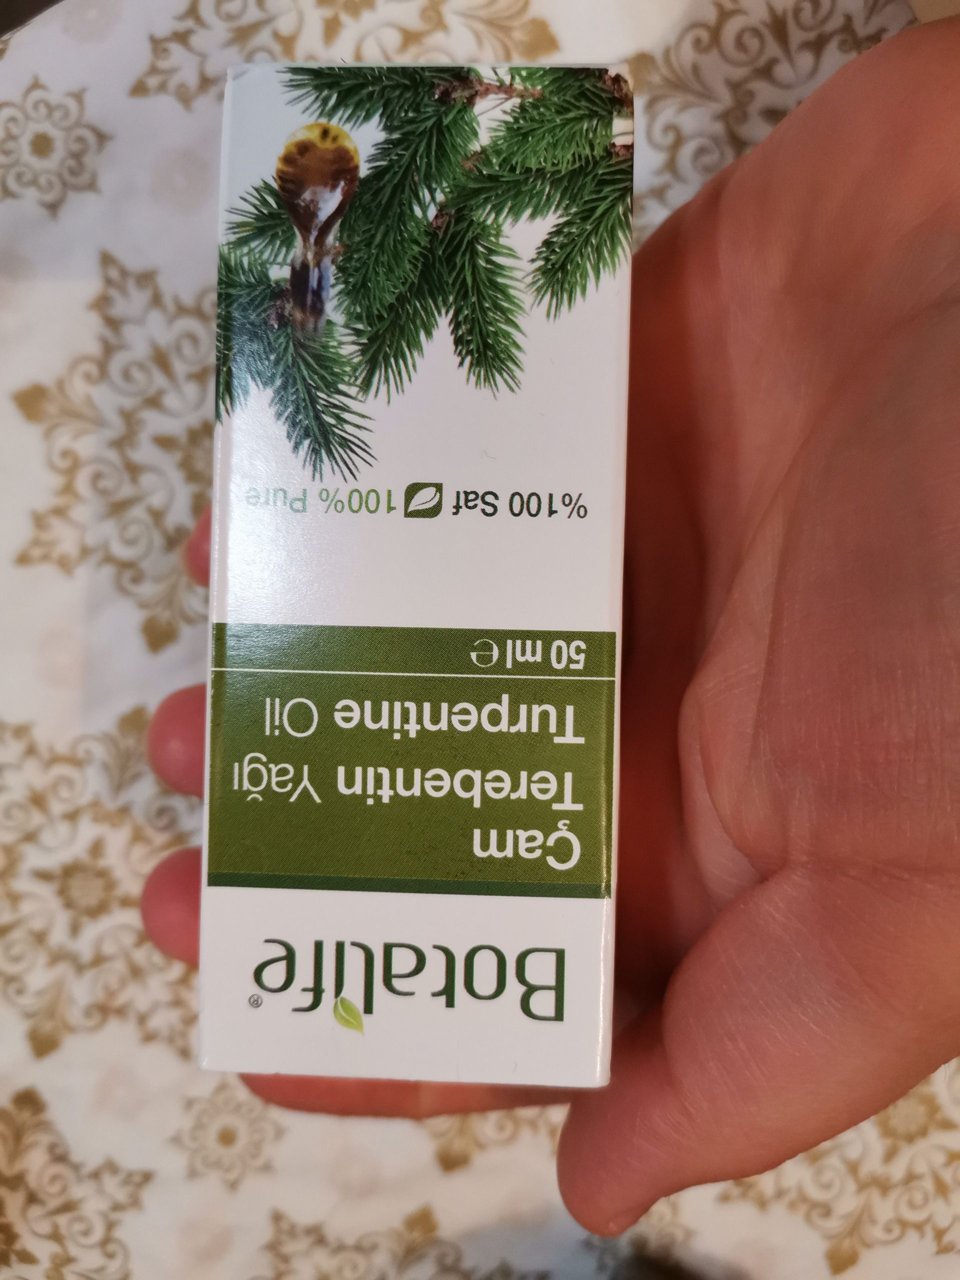 Botalife®
Çam
Terebentin Yağı
Turpentine Oil
50 ml ℮
%100 Saf 100% Pure